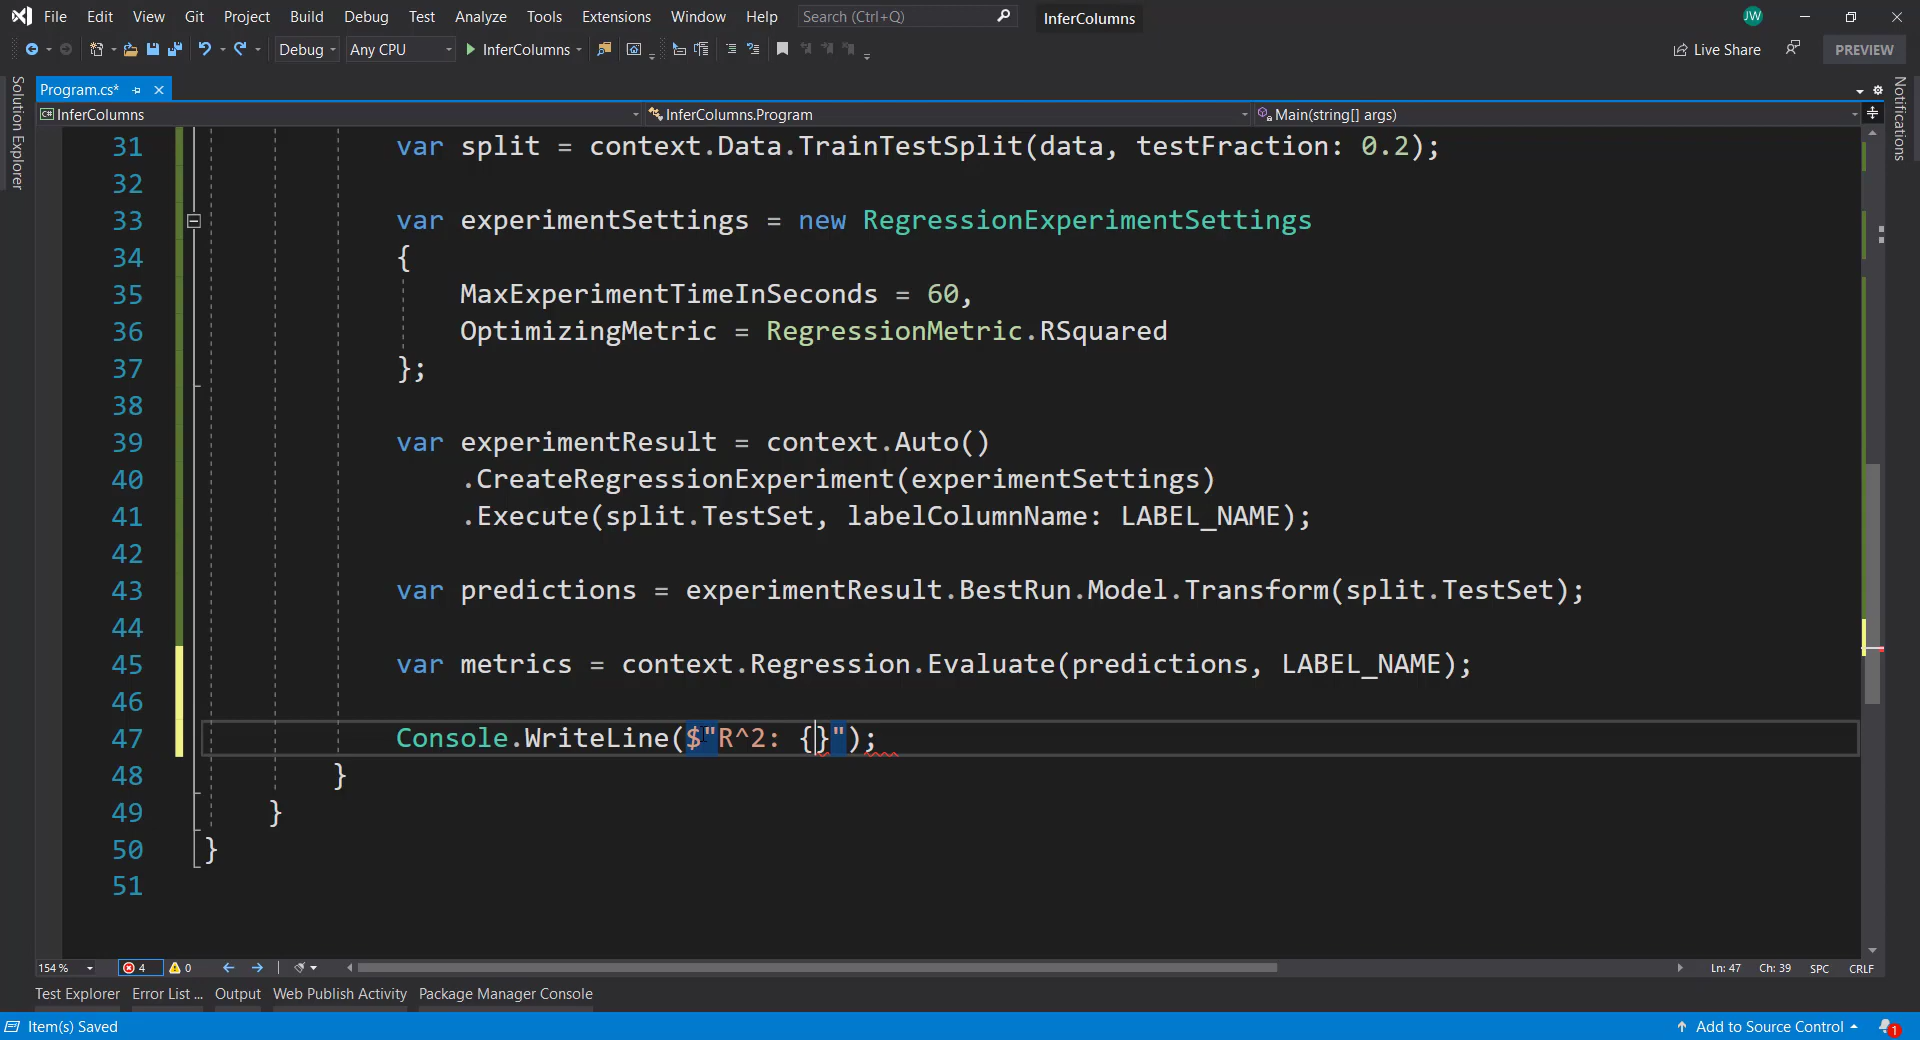 File Edit View Git Project Build Debug Test Analyze Tools Extensions Window Help Search (Ctrl+Q) InferColumns JW
Debug Any CPU InferColumns Live Share PREVIEW
Solution Explorer
Notifications
Program.cs*
C# InferColumns InferColumns.Program Main(string[] args)
31 var split = context.Data.TrainTestSplit(data, testFraction: 0.2);
32
33 var experimentSettings = new RegressionExperimentSettings
34 {
35 MaxExperimentTimeInSeconds = 60,
36 OptimizingMetric = RegressionMetric.RSquared
37 };
38
39 var experimentResult = context.Auto()
40 .CreateRegressionExperiment(experimentSettings)
41 .Execute(split.TestSet, labelColumnName: LABEL_NAME);
42
43 var predictions = experimentResult.BestRun.Model.Transform(split.TestSet);
44
45 var metrics = context.Regression.Evaluate(predictions, LABEL_NAME);
46
47 Console.WriteLine($"R^2: {}");
48 }
49 }
50 }
51
154 % 4 0 Ln: 47 Ch: 39 SPC CRLF
Test Explorer Error List ... Output Web Publish Activity Package Manager Console
Item(s) Saved Add to Source Control 1